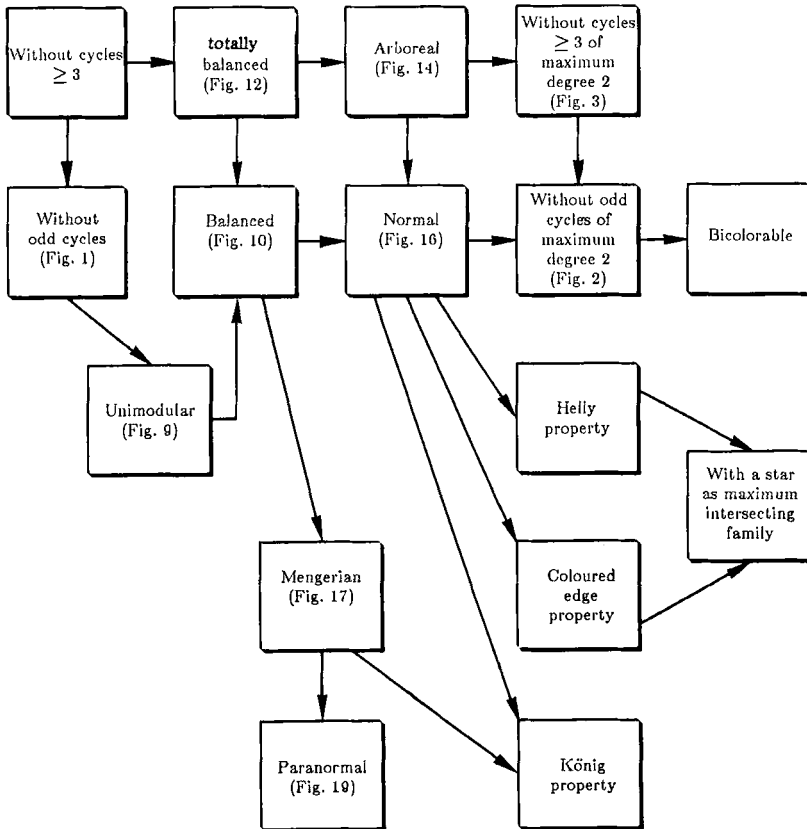 Without cycles
≥ 3
totally
balanced
(Fig. 12)
Arboreal
(Fig. 14)
Without cycles
≥ 3 of
maximum
degree 2
(Fig. 3)
Without
odd cycles
(Fig. 1)
Balanced
(Fig. 10)
Normal
(Fig. 16)
Without odd
cycles of
maximum
degree 2
(Fig. 2)
Bicolorable
Unimodular
(Fig. 9)
Helly
property
With a star
as maximum
intersecting
family
Mengerian
(Fig. 17)
Coloured
edge
property
Paranormal
(Fig. 19)
König
property